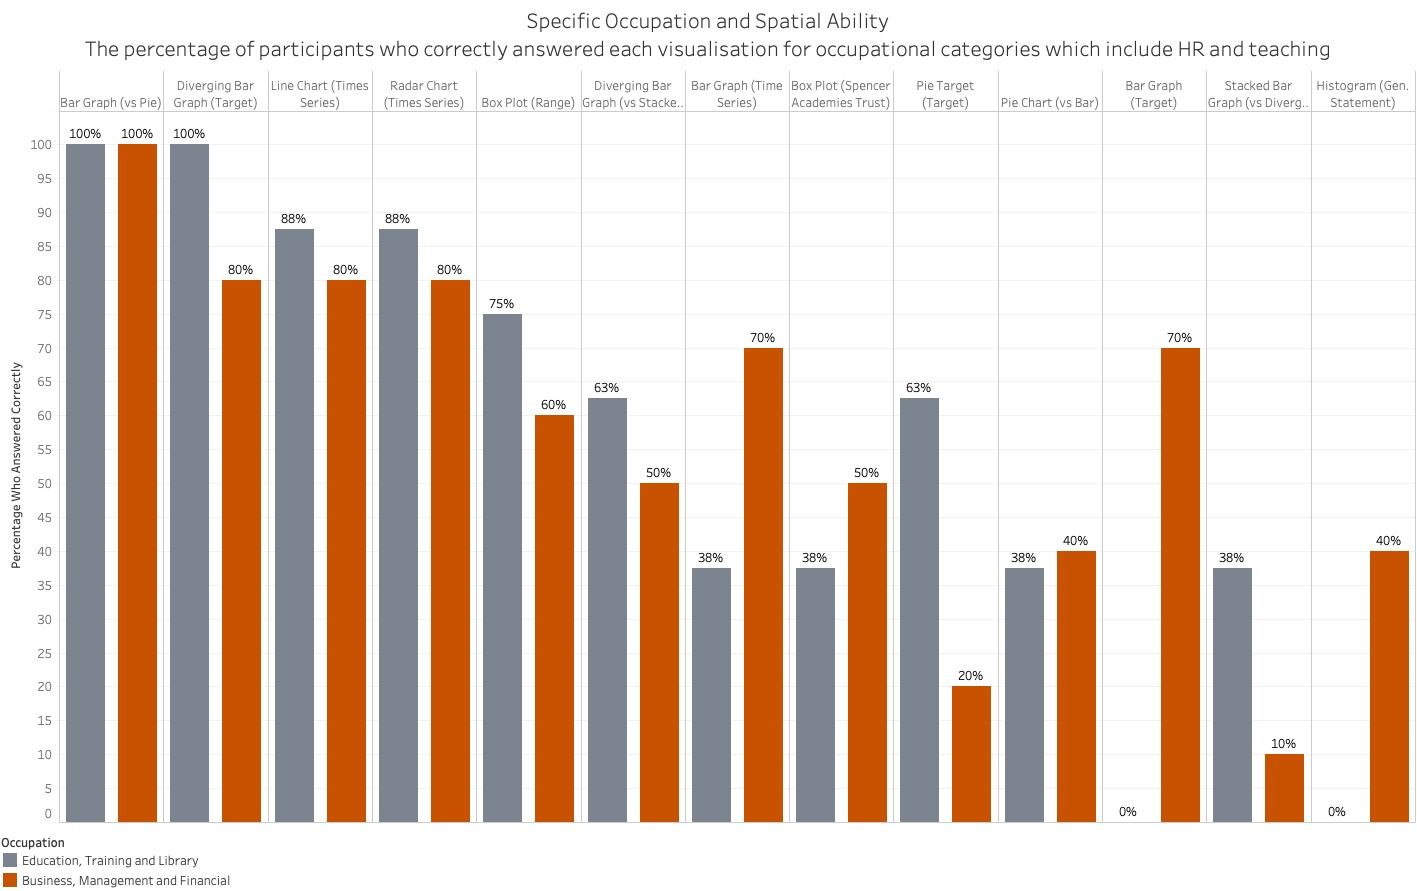 Specific Occupation and Spatial Ability
The percentage of participants who correctly answered each visualisation for occupational categories which include HR and teaching
Bar Graph (vs Pie)
Diverging Bar
Graph (Target)
Line Chart (Times
Series)
Radar Chart
(Times Series)
Box Plot (Range)
Diverging Bar
Graph (vs Stacke..
Bar Graph (Time
Series)
Box Plot (Spencer
Academies Trust)
Pie Target
(Target)
Pie Chart (vs Bar)
Bar Graph
(Target)
Stacked Bar
Graph (vs Diverg..
Histogram (Gen.
Statement)
Percentage Who Answered Correctly
100
95
90
85
80
75
70
65
60
55
50
45
40
35
30
25
20
15
10
5
0
100%
100%
100%
80%
88%
80%
88%
80%
75%
60%
63%
50%
38%
70%
38%
50%
63%
20%
38%
40%
0%
70%
38%
10%
0%
40%
Occupation
Education, Training and Library
Business, Management and Financial